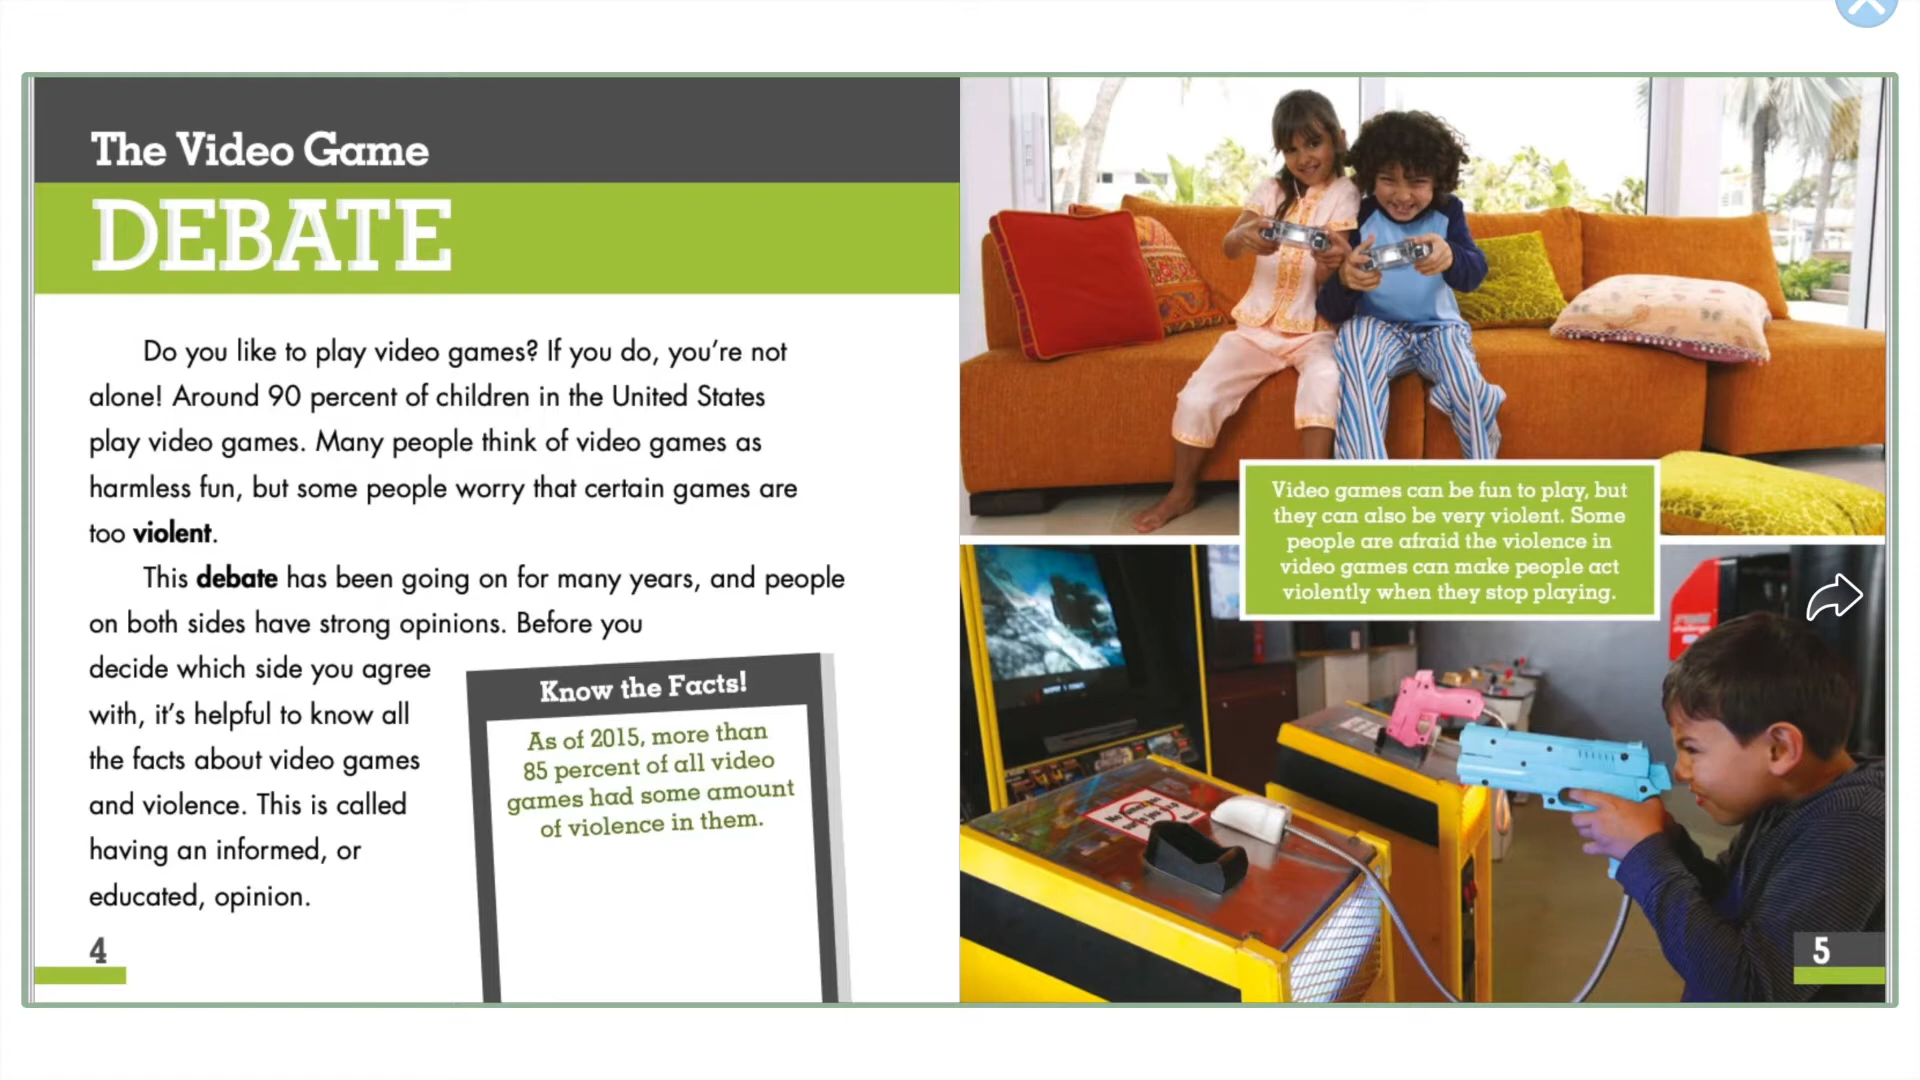 The Video Game
DEBATE
Do you like to play video games? If you do, you’re not
alone! Around 90 percent of children in the United States
play video games. Many people think of video games as
harmless fun, but some people worry that certain games are
too violent.
This debate has been going on for many years, and people
on both sides have strong opinions. Before you
decide which side you agree
with, it’s helpful to know all
the facts about video games
and violence. This is called
having an informed, or
educated, opinion.
Know the Facts!
As of 2015, more than
85 percent of all video
games had some amount
of violence in them.
4
Video games can be fun to play, but
they can also be very violent. Some
people are afraid the violence in
video games can make people act
violently when they stop playing.
5